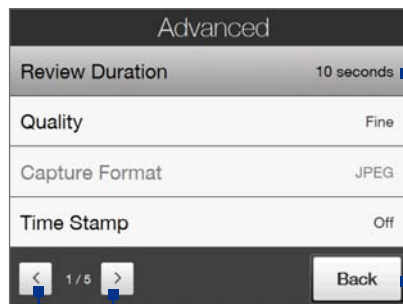 Advanced
Review Duration 10 seconds
Quality Fine
Capture Format JPEG
Time Stamp Off
< 1/5 > Back